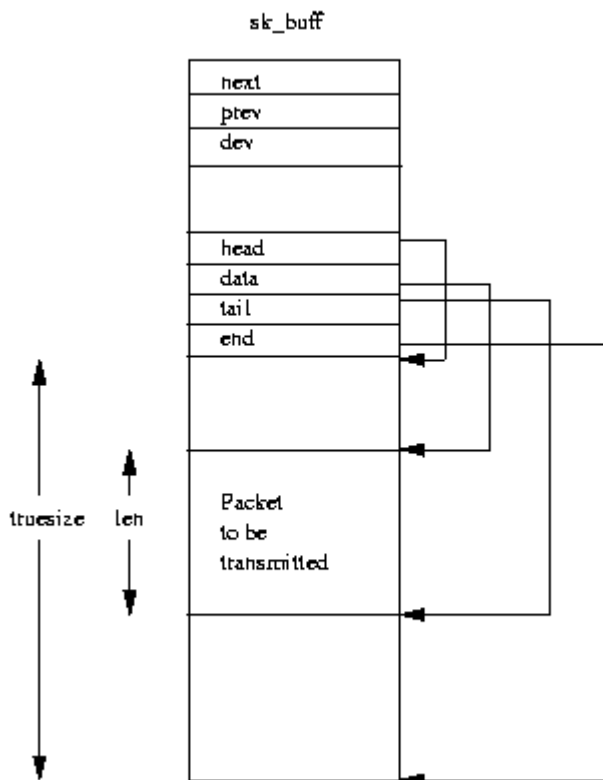 sk_buff
next
prev
dev
head
data
tail
end
truesize
len
Packet
to be
transmitted